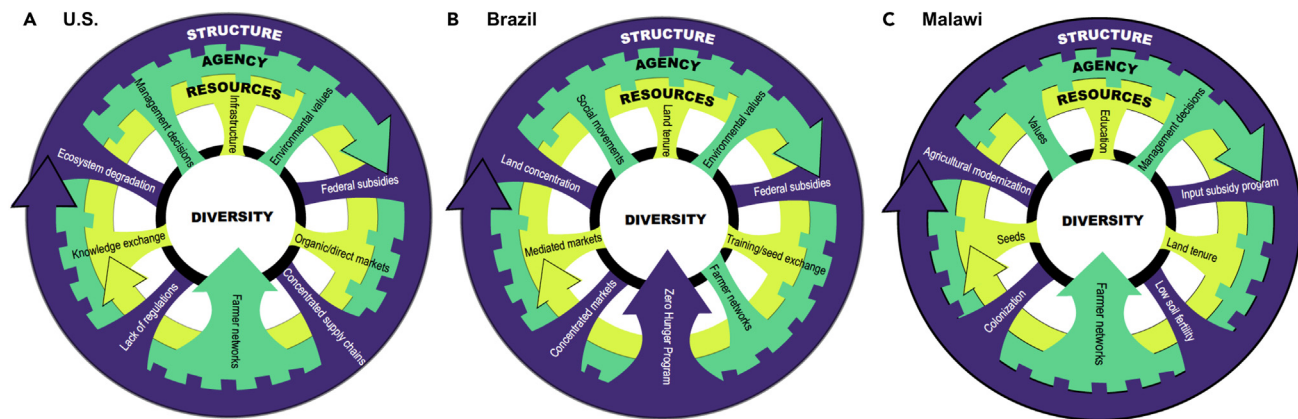 A U.S.
STRUCTURE
AGENCY
RESOURCES
Management decisions
Infrastructure
Environmental values
Ecosystem degradation
Federal subsidies
DIVERSITY
Knowledge exchange
Organic/direct markets
Lack of regulations
Farmer networks
Concentrated supply chains
B Brazil
STRUCTURE
AGENCY
RESOURCES
Social movements
Land tenure
Environmental values
Land concentration
Federal subsidies
DIVERSITY
Mediated markets
Training/seed exchange
Concentrated markets
Zero Hunger Program
Farmer networks
C Malawi
STRUCTURE
AGENCY
RESOURCES
Values
Education
Management decisions
Agricultural modernization
Input subsidy program
DIVERSITY
Seeds
Land tenure
Colonization
Farmer networks
Low soil fertility